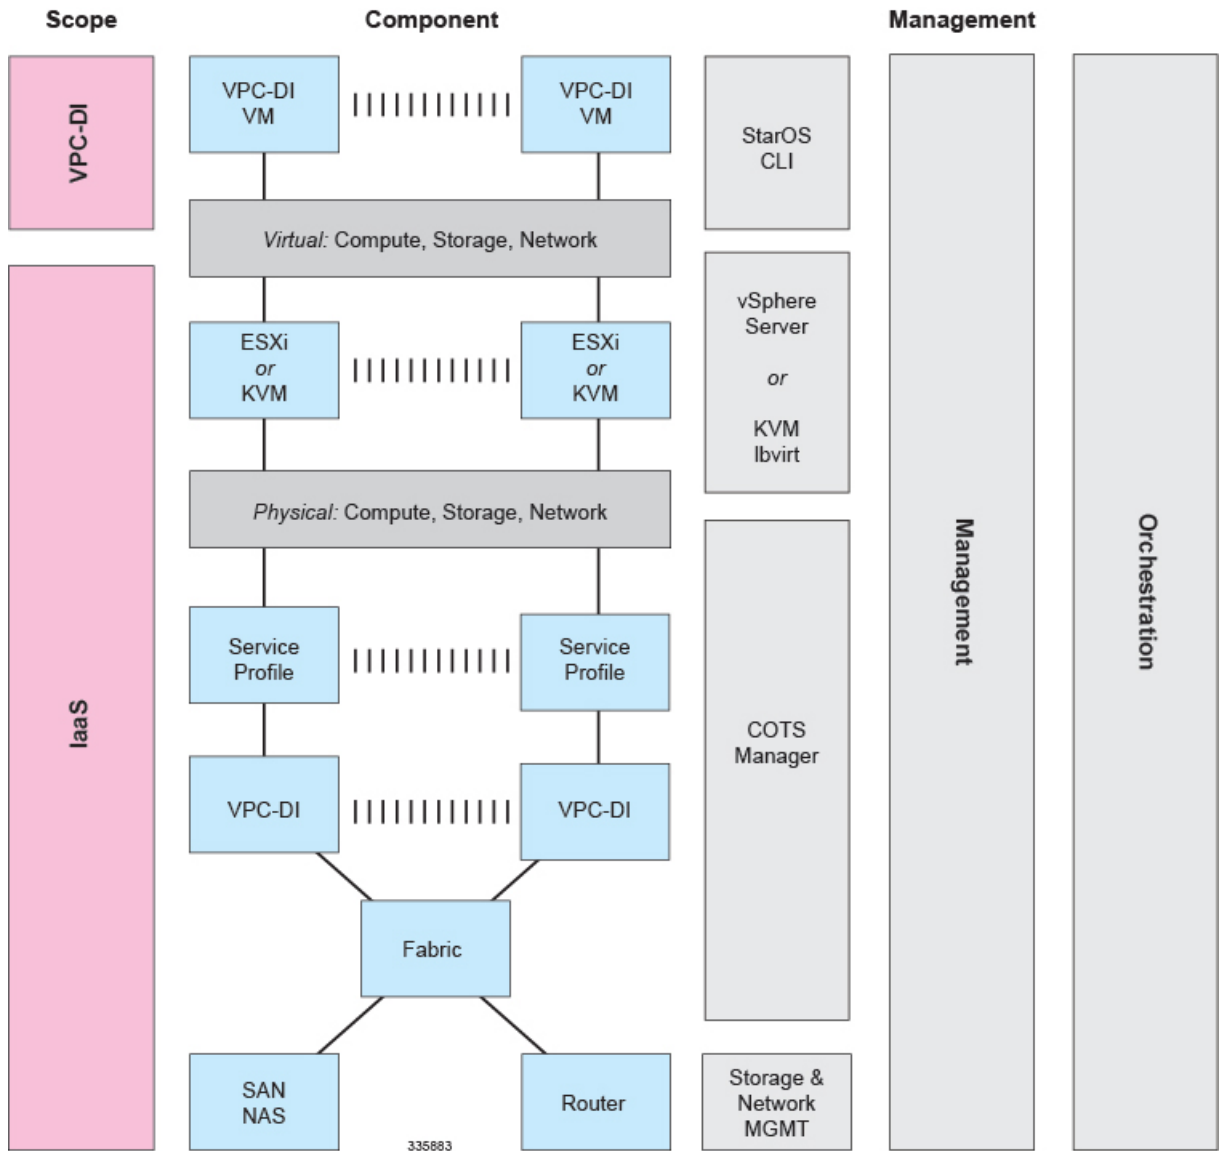 Scope
Component
Management
VPC-DI
VPC-DI
VM
VPC-DI
VM
StarOS
CLI
Virtual: Compute, Storage, Network
IaaS
ESXi
or
KVM
ESXi
or
KVM
vSphere
Server
or
KVM
lbvirt
Physical: Compute, Storage, Network
Service
Profile
Service
Profile
COTS
Manager
VPC-DI
VPC-DI
Fabric
SAN
NAS
Router
Storage &
Network
MGMT
Management
Orchestration
335883